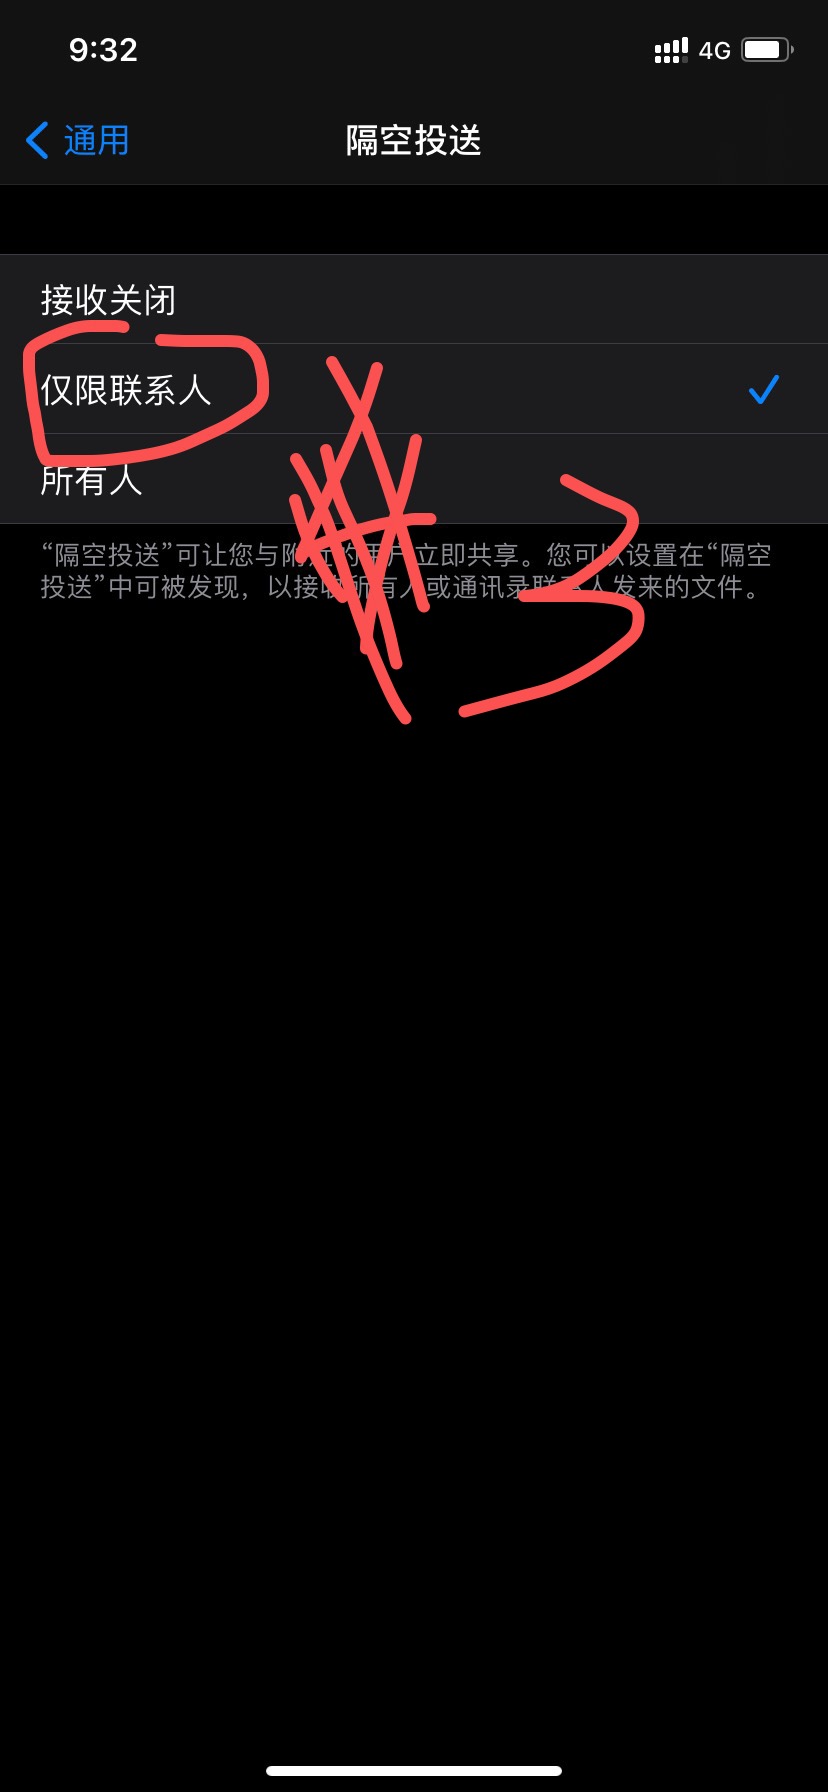 9:32
4G
通用
隔空投送
接收关闭
仅限联系人
所有人
“隔空投送”可让您与附近的用户立即共享。您可以设置在“隔空
投送”中可被发现，以接收所有人或通讯录联系人发来的文件。
3